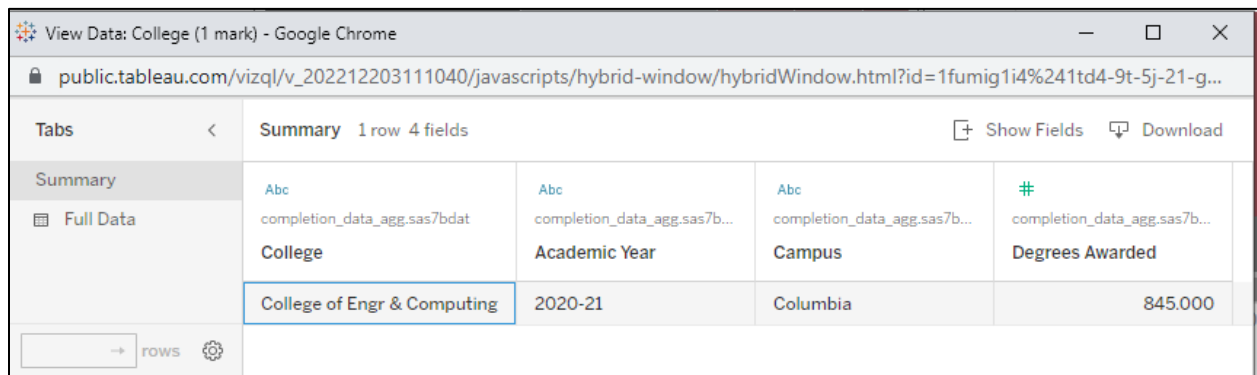 View Data: College (1 mark) - Google Chrome
public.tableau.com/vizql/v_202212203111040/javascripts/hybrid-window/hybridWindow.html?id=1fumig1i4%241td4-9t-5j-21-g...
Tabs < Summary 1 row 4 fields Show Fields Download
Summary Abc Abc Abc #
Full Data completion_data_agg.sas7bdat completion_data_agg.sas7b... completion_data_agg.sas7b... completion_data_agg.sas7b...
College Academic Year Campus Degrees Awarded
College of Engr & Computing 2020-21 Columbia 845.000
→ rows